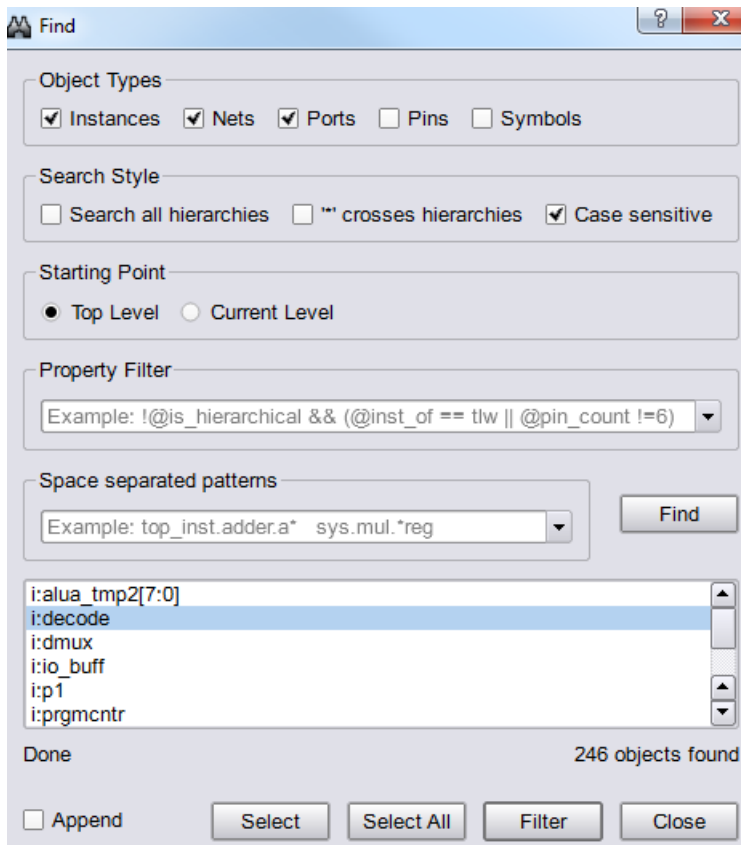 Find
Object Types
Instances Nets Ports Pins Symbols
Search Style
Search all hierarchies '*' crosses hierarchies Case sensitive
Starting Point
Top Level Current Level
Property Filter
Example: !@is_hierarchical && (@inst_of == tlw || @pin_count !=6)
Space separated patterns
Example: top_inst.adder.a* sys.mul.*reg
Find
i:alua_tmp2[7:0]
i:decode
i:dmux
i:io_buff
i:p1
i:prgmcntr
Done 246 objects found
Append Select Select All Filter Close